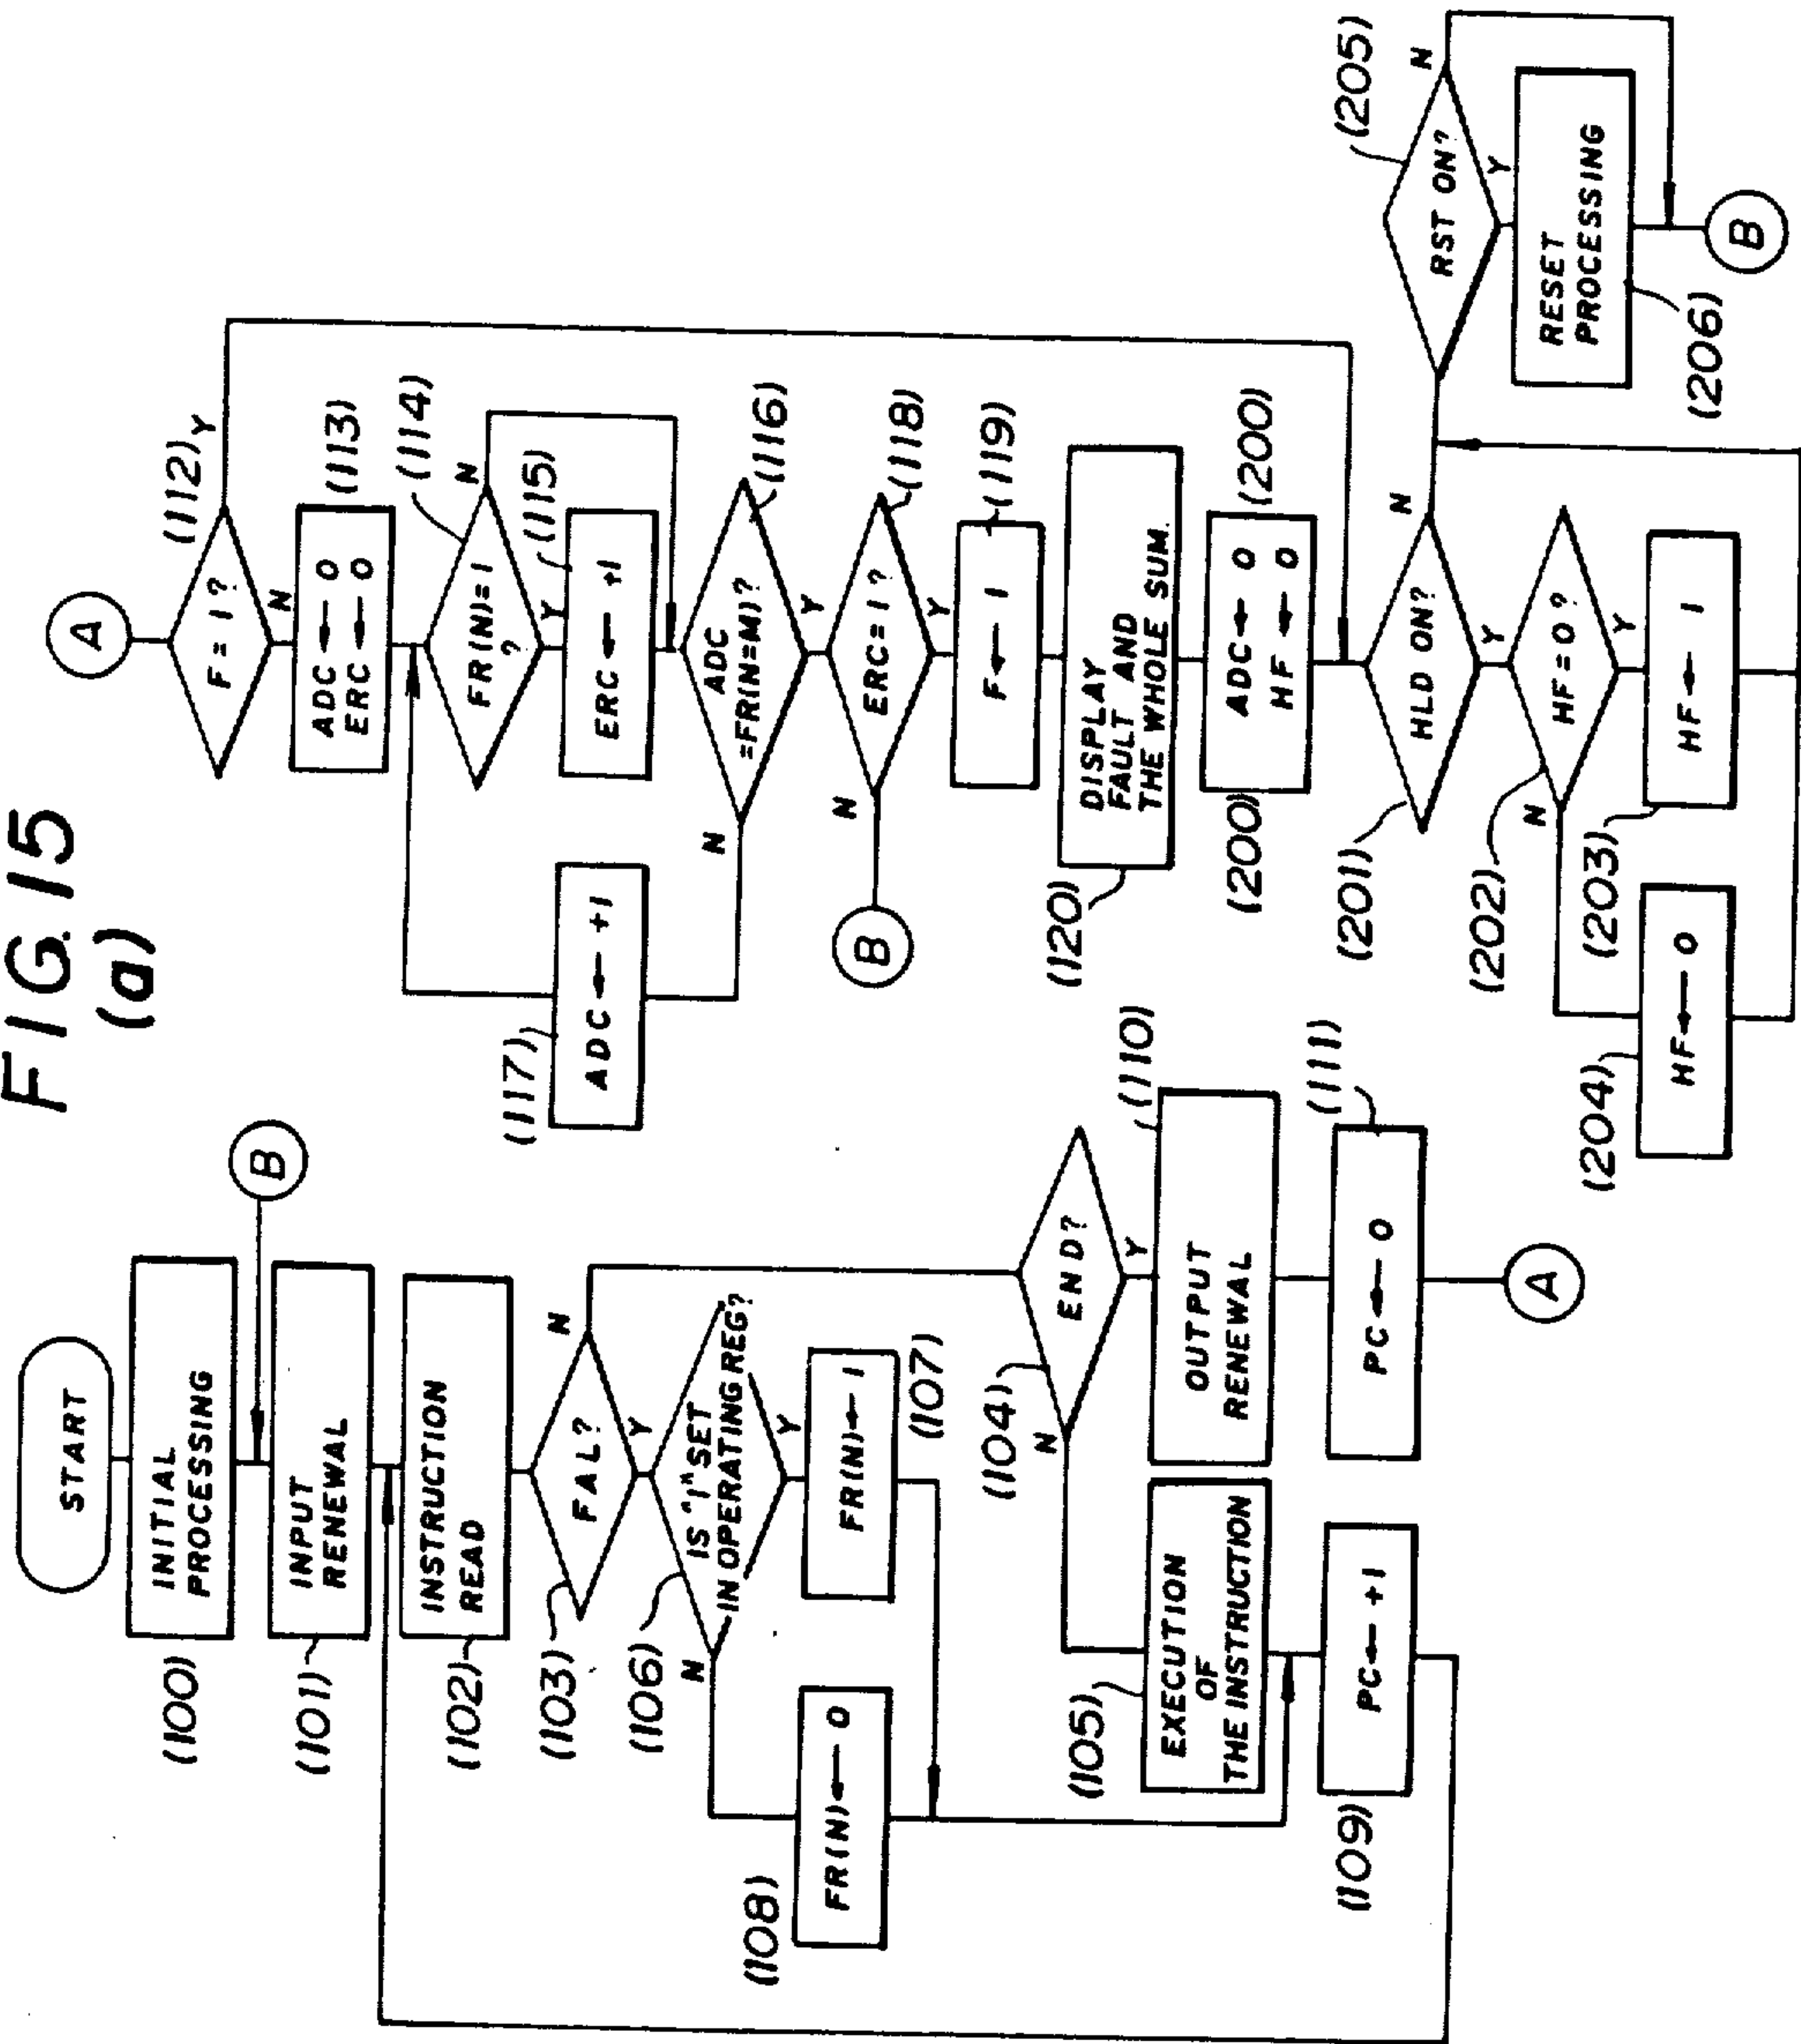 FIG. 15
(a)
START
INITIAL
PROCESSING
(100)
B
INPUT
RENEWAL
(101)
INSTRUCTION
READ
(102)
FAL?
(103)
N
Y
IS "1" SET
IN OPERATING REG?
(106)
N
Y
FR(N)← 1
(107)
FR(N)← 0
(108)
END?
(104)
N
Y
EXECUTION
OF
THE INSTRUCTION
(105)
PC← +1
(109)
OUTPUT
RENEWAL
(110)
PC← 0
(111)
A
A
F = 1 ?
(112)
Y
N
ADC ← 0
ERC ← 0
(113)
FR(N)= 1
?
(114)
N
Y
ERC ← +1
(115)
ADC
=FR(N=M)?
(116)
N
Y
ADC ← +1
(117)
ERC= 1 ?
(118)
N
Y
B
F← 1
(119)
DISPLAY
FAULT AND
THE WHOLE SUM.
(120)
ADC← 0
HF ← 0
(200)
(200)
HLD ON?
(201)
N
Y
HF=0 ?
(202)
N
Y
HF← 1
(203)
HF← 0
(204)
RST ON?
(205)
N
Y
RESET
PROCESSING
(206)
B